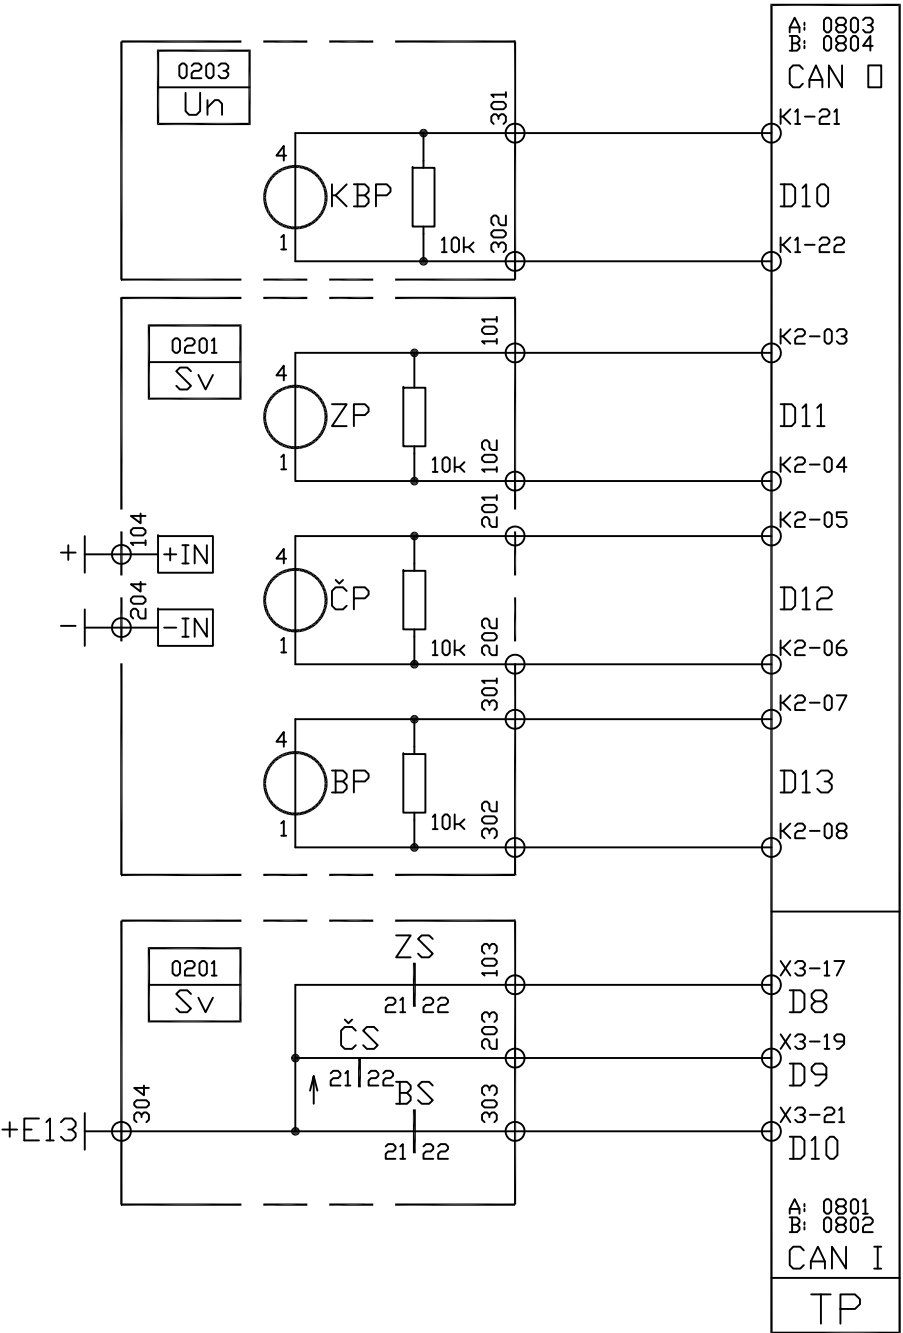 A: 0803
B: 0804
CAN O
0203
Un
301
K1-21
4
KBP
D10
1
10k
302
K1-22
0201
Sv
101
K2-03
4
ZP
D11
1
10k
102
K2-04
201
K2-05
+
104
+IN
4
ČP
D12
-
204
-IN
1
10k
202
K2-06
301
K2-07
4
BP
D13
1
10k
302
K2-08
0201
Sv
ZS
103
X3-17
21 22
D8
ČS
203
X3-19
21 22
D9
BS
+E13
304
303
X3-21
21 22
D10
A: 0801
B: 0802
CAN I
TP